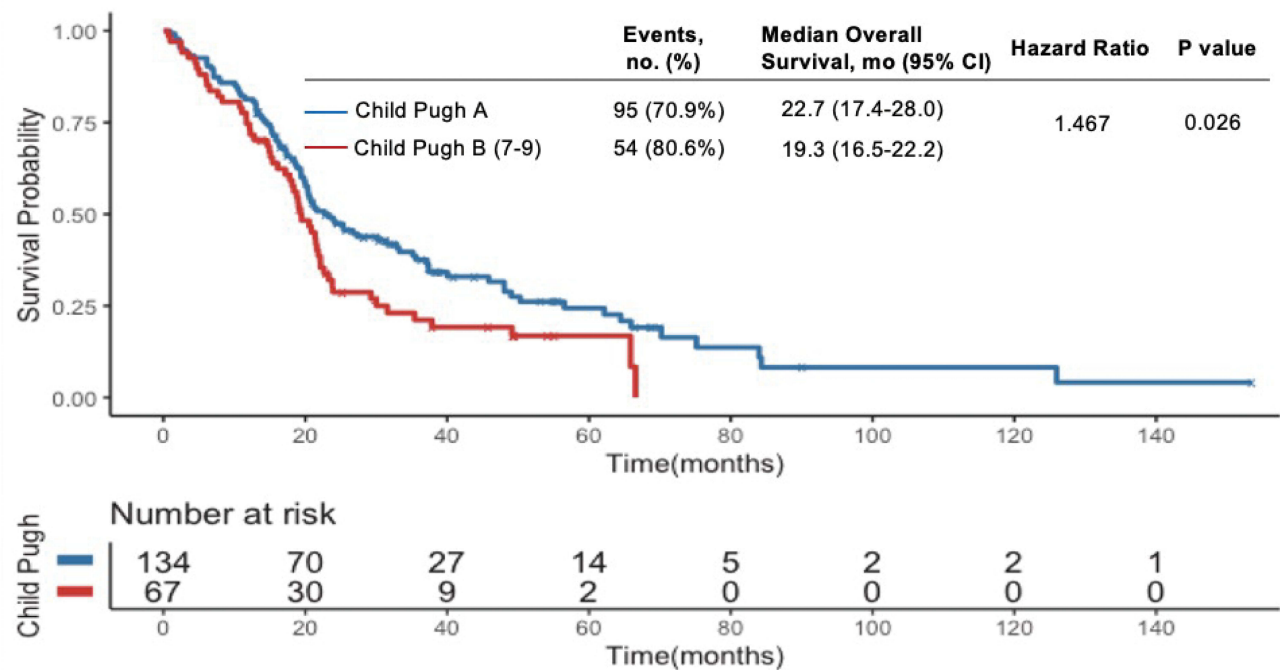 Events, no. (%) Median Overall Survival, mo (95% CI) Hazard Ratio P value
Child Pugh A 95 (70.9%) 22.7 (17.4-28.0) 1.467 0.026
Child Pugh B (7-9) 54 (80.6%) 19.3 (16.5-22.2)
Survival Probability
1.00
0.75
0.50
0.25
0.00
0 20 40 60 80 100 120 140
Time(months)
Number at risk
Child Pugh
134 70 27 14 5 2 2 1
67 30 9 2 0 0 0 0
0 20 40 60 80 100 120 140
Time(months)